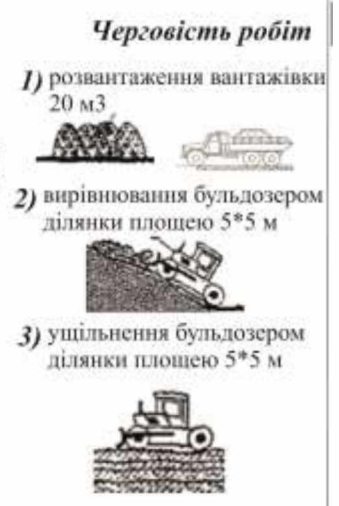 Черговість робіт
1) розвантаження вантажівки
20 м3
2) вирівнювання бульдозером
ділянки площею 5*5 м
3) ущільнення бульдозером
ділянки площею 5*5 м